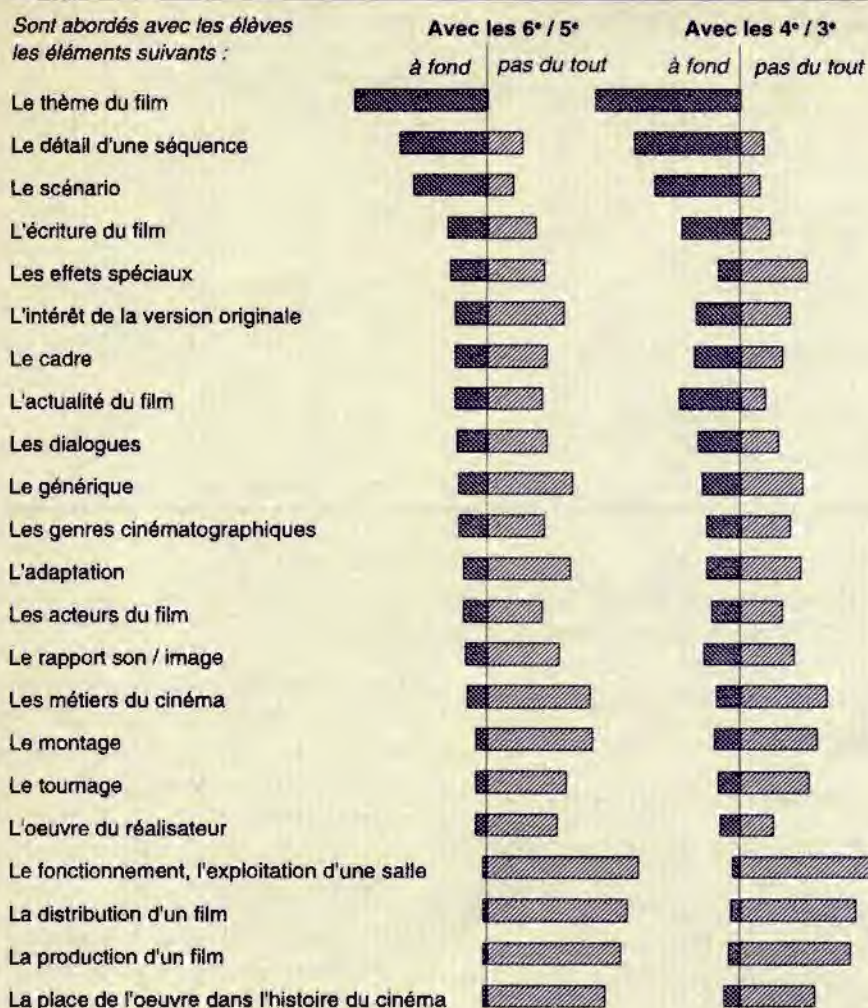 Sont abordés avec les élèves
les éléments suivants :
Avec les 6e / 5e
Avec les 4e / 3e
à fond
pas du tout
à fond
pas du tout
Le thème du film
Le détail d'une séquence
Le scénario
L'écriture du film
Les effets spéciaux
L'intérêt de la version originale
Le cadre
L'actualité du film
Les dialogues
Le générique
Les genres cinématographiques
L'adaptation
Les acteurs du film
Le rapport son / image
Les métiers du cinéma
Le montage
Le tournage
L'oeuvre du réalisateur
Le fonctionnement, l'exploitation d'une salle
La distribution d'un film
La production d'un film
La place de l'oeuvre dans l'histoire du cinéma